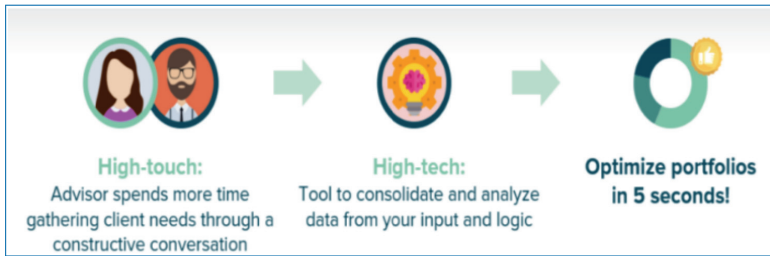 High-touch:
Advisor spends more time
gathering client needs through a
constructive conversation
High-tech:
Tool to consolidate and analyze
data from your input and logic
Optimize portfolios
in 5 seconds!